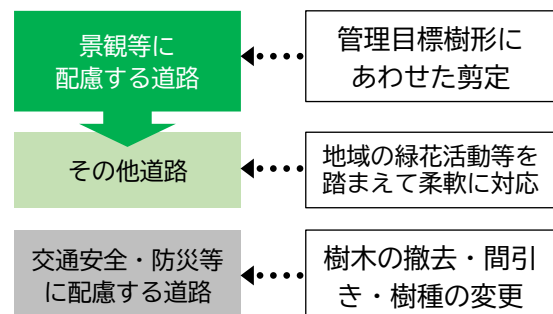 景観等に
配慮する道路
管理目標樹形に
あわせた剪定
その他道路
地域の緑花活動等を
踏まえて柔軟に対応
交通安全・防災等
に配慮する道路
樹木の撤去・間引
き・樹種の変更